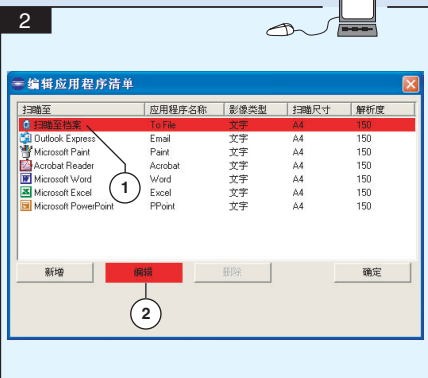 2
编辑应用程序清单
扫瞄至 应用程序名称 影像类型 扫瞄尺寸 解析度
扫瞄至档案 To File 文字 A4 150
Outlook Express Email 文字 A4 150
Microsoft Paint Paint 文字 A4 150
Acrobat Reader Acrobat 文字 A4 150
Microsoft Word Word 文字 A4 150
Microsoft Excel Excel 文字 A4 150
Microsoft PowerPoint PPoint 文字 A4 150
1
新增 编辑 删除 确定
2